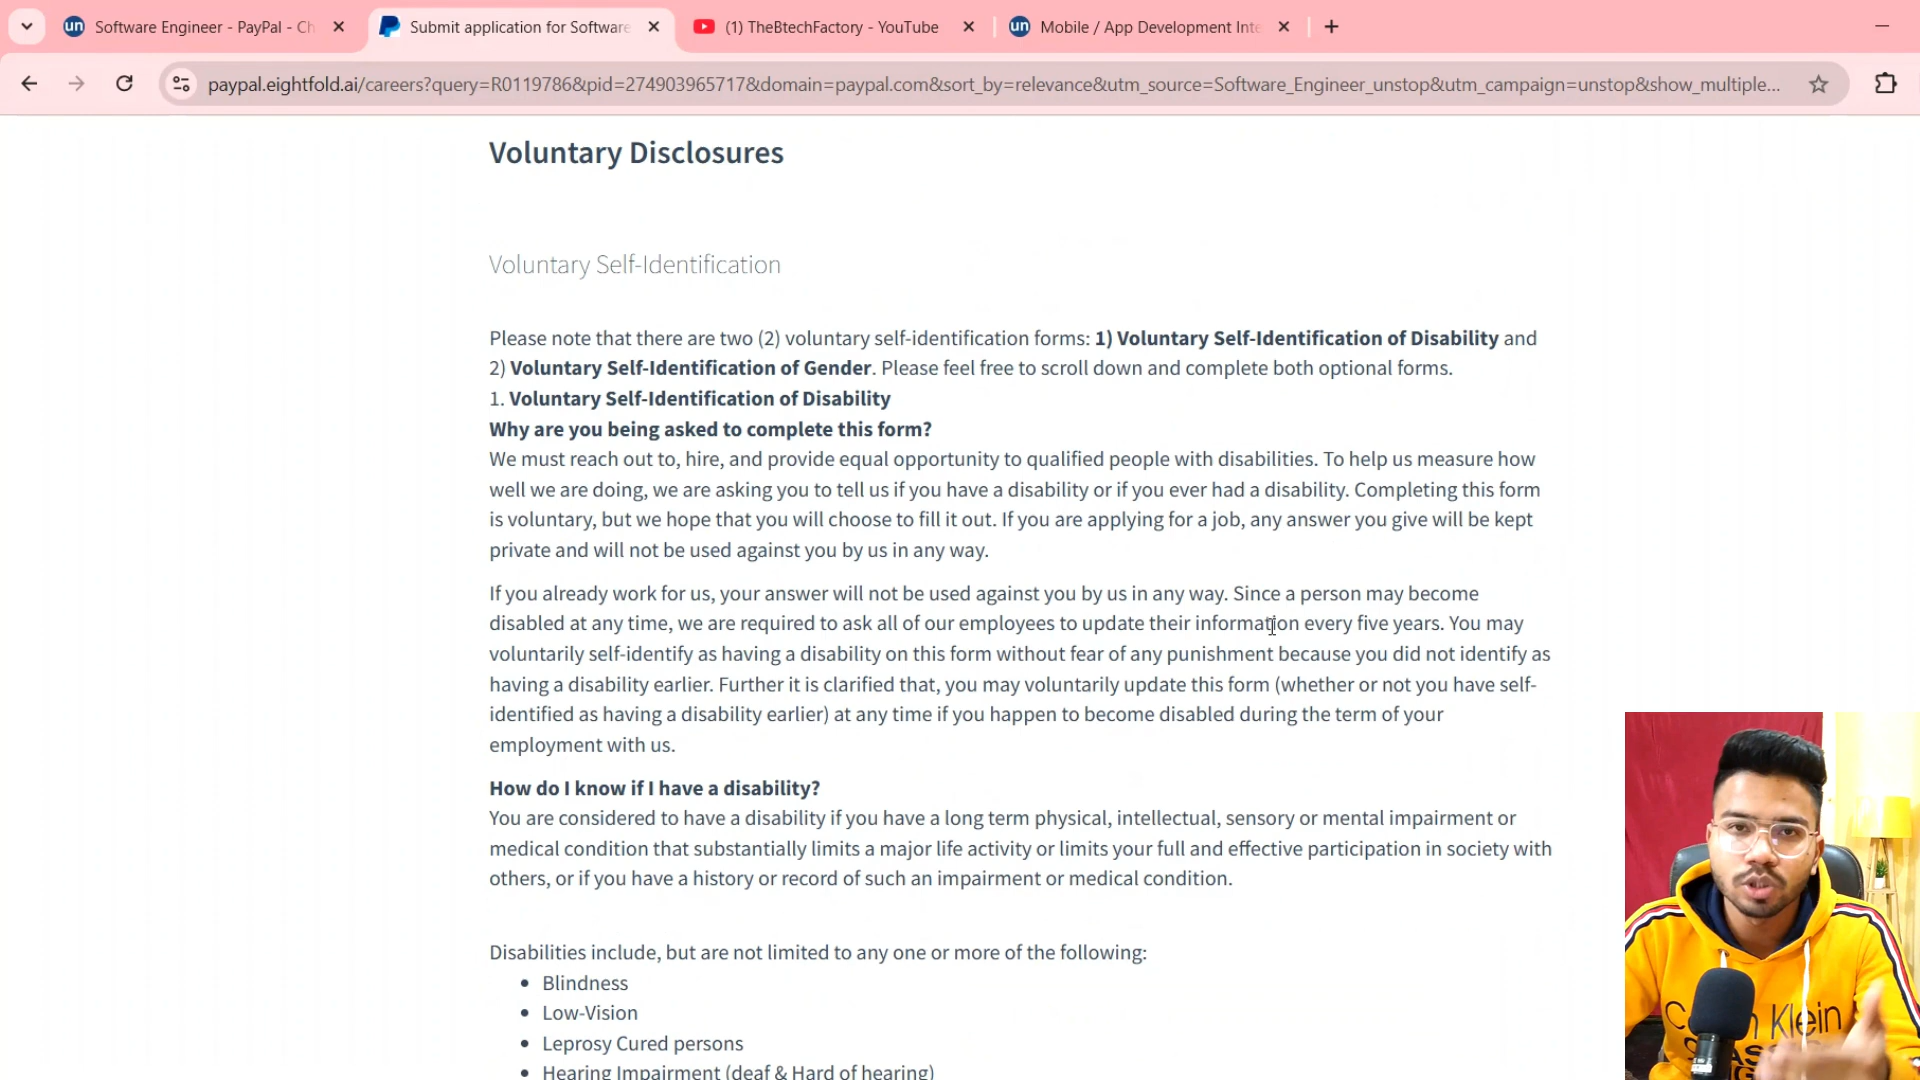 un Software Engineer - PayPal - Ch
Submit application for Software
(1) TheBtechFactory - YouTube
un Mobile / App Development Inte
paypal.eightfold.ai/careers?query=R0119786&pid=274903965717&domain=paypal.com&sort_by=relevance&utm_source=Software_Engineer_unstop&utm_campaign=unstop&show_multiple...
Voluntary Disclosures
Voluntary Self-Identification
Please note that there are two (2) voluntary self-identification forms: 1) Voluntary Self-Identification of Disability and
2) Voluntary Self-Identification of Gender. Please feel free to scroll down and complete both optional forms.
1. Voluntary Self-Identification of Disability
Why are you being asked to complete this form?
We must reach out to, hire, and provide equal opportunity to qualified people with disabilities. To help us measure how
well we are doing, we are asking you to tell us if you have a disability or if you ever had a disability. Completing this form
is voluntary, but we hope that you will choose to fill it out. If you are applying for a job, any answer you give will be kept
private and will not be used against you by us in any way.
If you already work for us, your answer will not be used against you by us in any way. Since a person may become
disabled at any time, we are required to ask all of our employees to update their information every five years. You may
voluntarily self-identify as having a disability on this form without fear of any punishment because you did not identify as
having a disability earlier. Further it is clarified that, you may voluntarily update this form (whether or not you have self-
identified as having a disability earlier) at any time if you happen to become disabled during the term of your
employment with us.
How do I know if I have a disability?
You are considered to have a disability if you have a long term physical, intellectual, sensory or mental impairment or
medical condition that substantially limits a major life activity or limits your full and effective participation in society with
others, or if you have a history or record of such an impairment or medical condition.
Disabilities include, but are not limited to any one or more of the following:
• Blindness
• Low-Vision
• Leprosy Cured persons
• Hearing Impairment (deaf & Hard of hearing)
Klein